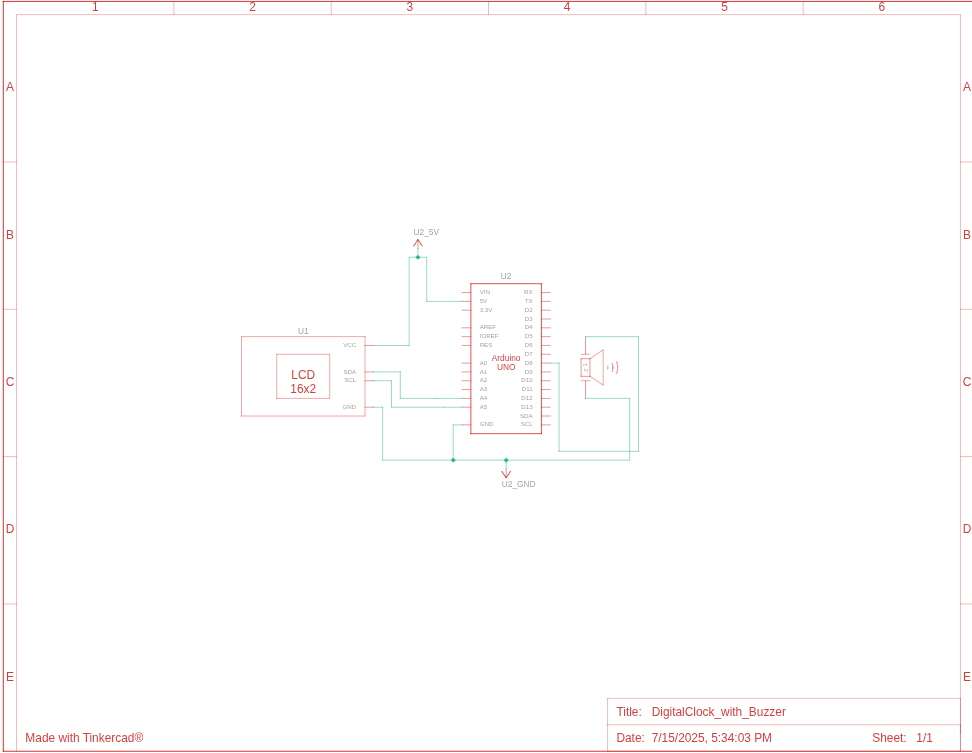 1 2 3 4 5 6
A A
B B
C C
D D
E E
U2_5V
U2
U1
VCC
SDA
SCL
GND
LCD
16x2
VIN
5V
3.3V
AREF
IOREF
RES
A0
A1
A2
A3
A4
A5
GND
Arduino
UNO
RX
TX
D2
D3
D4
D5
D6
D7
D8
D9
D10
D11
D12
D13
SDA
SCL
U2_GND
Title: DigitalClock_with_Buzzer
Made with Tinkercad®
Date: 7/15/2025, 5:34:03 PM Sheet: 1/1